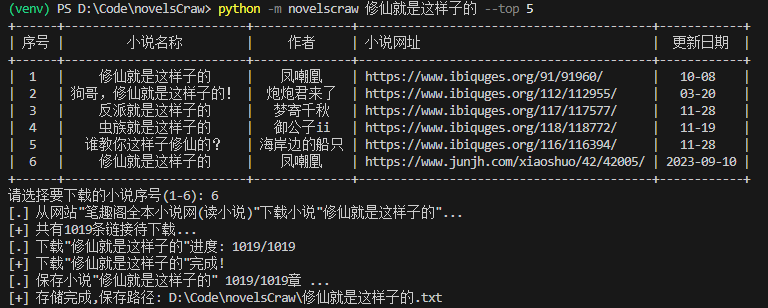 (venv) PS D:\Code\novelsCraw> python -m novelscraw 修仙就是这样子的 --top 5
| 序号 | 小说名称 | 作者 | 小说网址 | 更新日期 |
| 1 | 修仙就是这样子的 | 凤嘲凰 | https://www.ibiquges.org/91/91960/ | 10-08 |
| 2 | 狗哥，修仙就是这样子的! | 炮炮君来了 | https://www.ibiquges.org/112/112955/ | 03-20 |
| 3 | 反派就是这样子的 | 梦寄千秋 | https://www.ibiquges.org/117/117577/ | 11-28 |
| 4 | 虫族就是这样子的 | 御公子ii | https://www.ibiquges.org/118/118772/ | 11-19 |
| 5 | 谁教你这样子修仙的? | 海岸边的船只 | https://www.ibiquges.org/116/116394/ | 11-28 |
| 6 | 修仙就是这样子的 | 凤嘲凰 | https://www.junjh.com/xiaoshuo/42/42005/ | 2023-09-10 |
请选择要下载的小说序号(1-6): 6
[.] 从网站"笔趣阁全本小说网(读小说)"下载小说"修仙就是这样子的"...
[+] 共有1019条链接待下载...
[.] 下载"修仙就是这样子的"进度: 1019/1019
[+] 下载"修仙就是这样子的"完成!
[.] 保存小说"修仙就是这样子的" 1019/1019章 ...
[+] 存储完成,保存路径: D:\Code\novelsCraw\修仙就是这样子的.txt